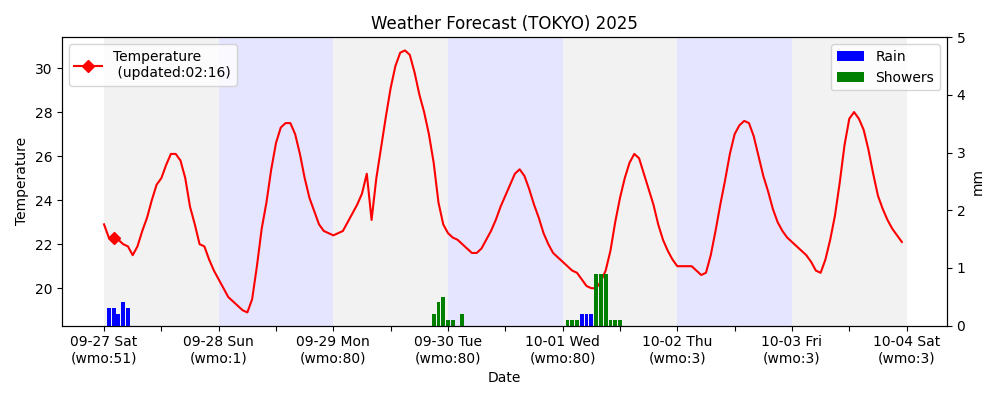 Weather Forecast (TOKYO) 2025
Temperature
(updated:02:16)
Rain
Showers
Temperature
30
28
26
24
22
20
5
4
3
2
1
0
mm
09-27 Sat
(wmo:51)
09-28 Sun
(wmo:1)
09-29 Mon
(wmo:80)
09-30 Tue
(wmo:80)
10-01 Wed
(wmo:80)
10-02 Thu
(wmo:3)
10-03 Fri
(wmo:3)
10-04 Sat
(wmo:3)
Date